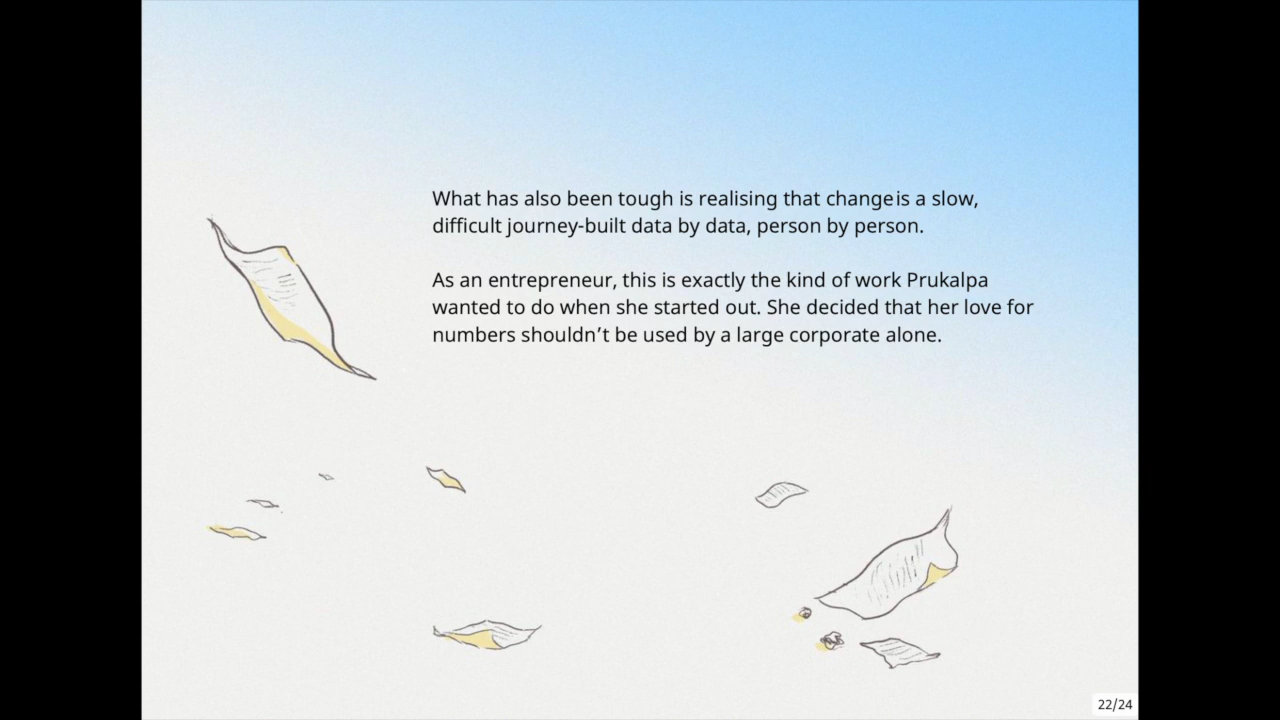 What has also been tough is realising that change is a slow,
difficult journey-built data by data, person by person.
As an entrepreneur, this is exactly the kind of work Prukalpa
wanted to do when she started out. She decided that her love for
numbers shouldn’t be used by a large corporate alone.
22/24